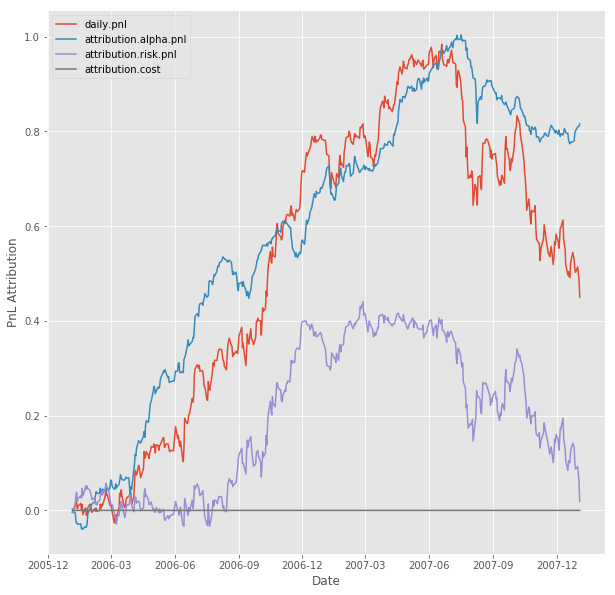 daily.pnl
attribution.alpha.pnl
attribution.risk.pnl
attribution.cost
1.0
0.8
0.6
0.4
0.2
0.0
PnL Attribution
2005-12 2006-03 2006-06 2006-09 2006-12 2007-03 2007-06 2007-09 2007-12
Date